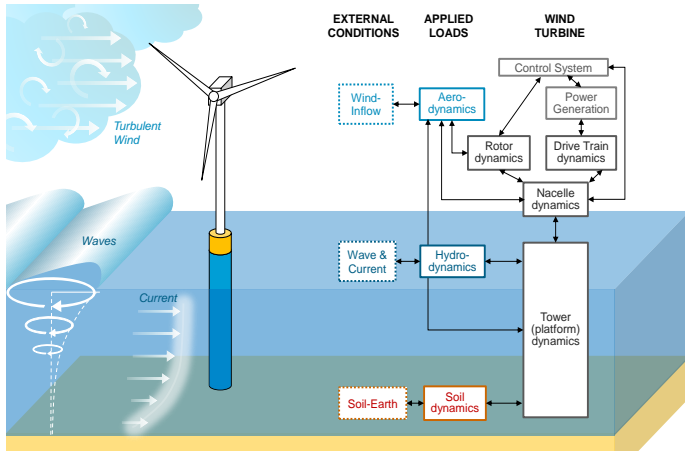 EXTERNAL
CONDITIONS
APPLIED
LOADS
WIND
TURBINE
Control System
Wind-
Inflow
Aero-
dynamics
Power
Generation
Turbulent
Wind
Rotor
dynamics
Drive Train
dynamics
Nacelle
dynamics
Waves
Wave &
Current
Hydro-
dynamics
Current
Tower
(platform)
dynamics
Soil-Earth
Soil
dynamics